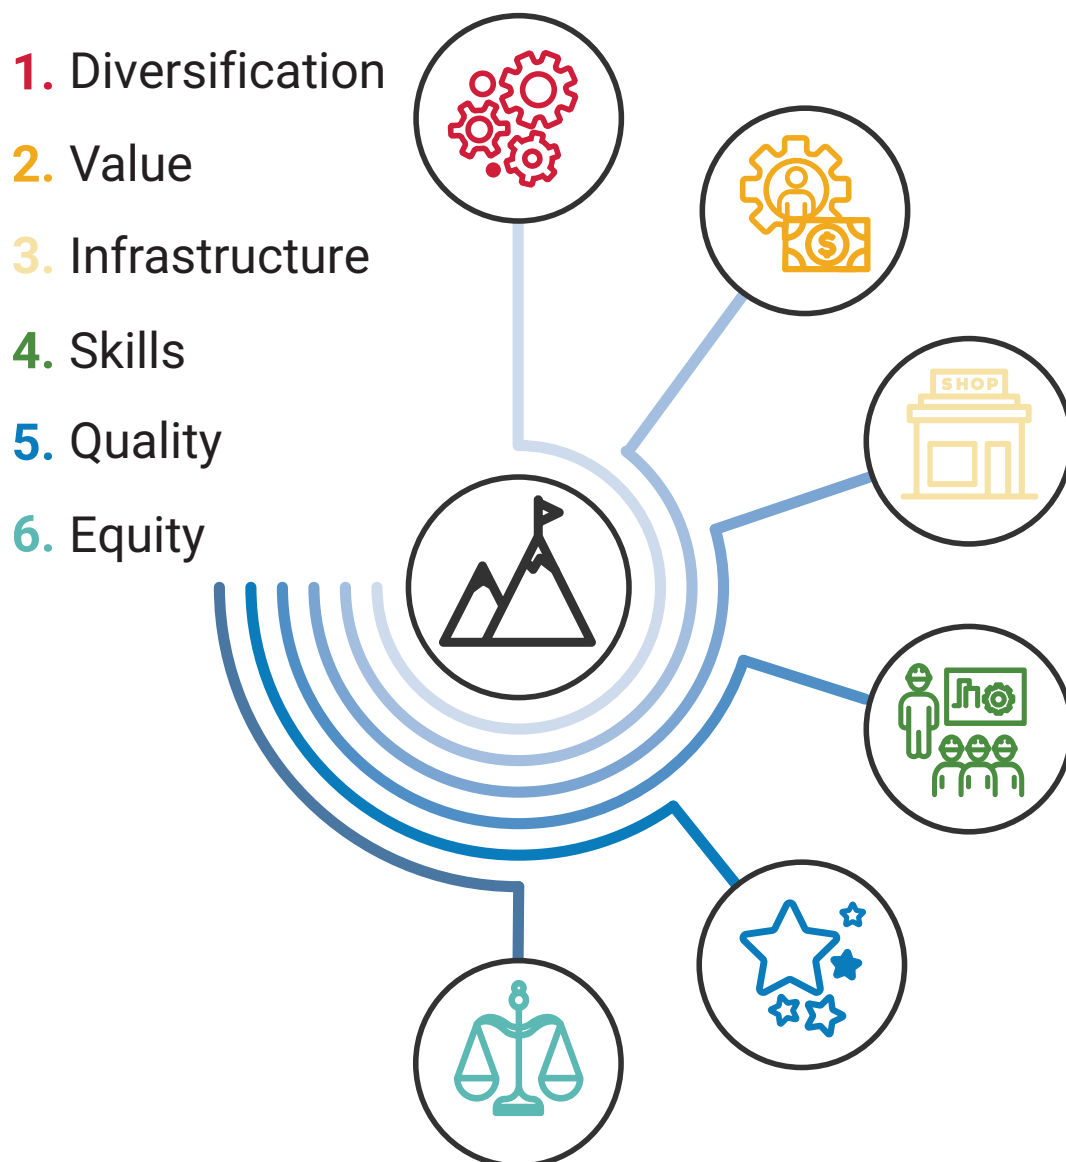 1. Diversification
2. Value
3. Infrastructure
4. Skills
5. Quality
6. Equity
$
SHOP